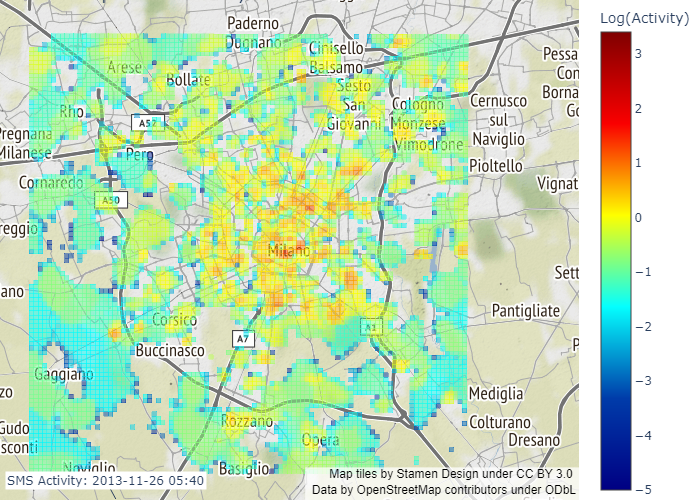 Log(Activity)
Paderno
Dugnano
Cinisello
Balsamo
Arese
Bollate
Sesto
San
Giovanni
Cologno
Monzese
Cernusco
sul
Naviglio
Pessa
Con
Borna
Go
Rho
A52
Pregnana
Milanese
Pero
Vimodrone
Pioltello
Cornaredo
Vignat
A50
reggio
Milano
Sett
ano
Corsico
A1
Pantigliate
A7
Buccinasco
P
Gaggiano
zo
Mediglia
Rozzano
Colturano
Gudo
sconti
Opera
Dresano
Noviglio
Basiglio
SMS Activity: 2013-11-26 05:40
Map tiles by Stamen Design under CC BY 3.0
Data by OpenStreetMap contributors under ODbL
3
2
1
0
−1
−2
−3
−4
−5